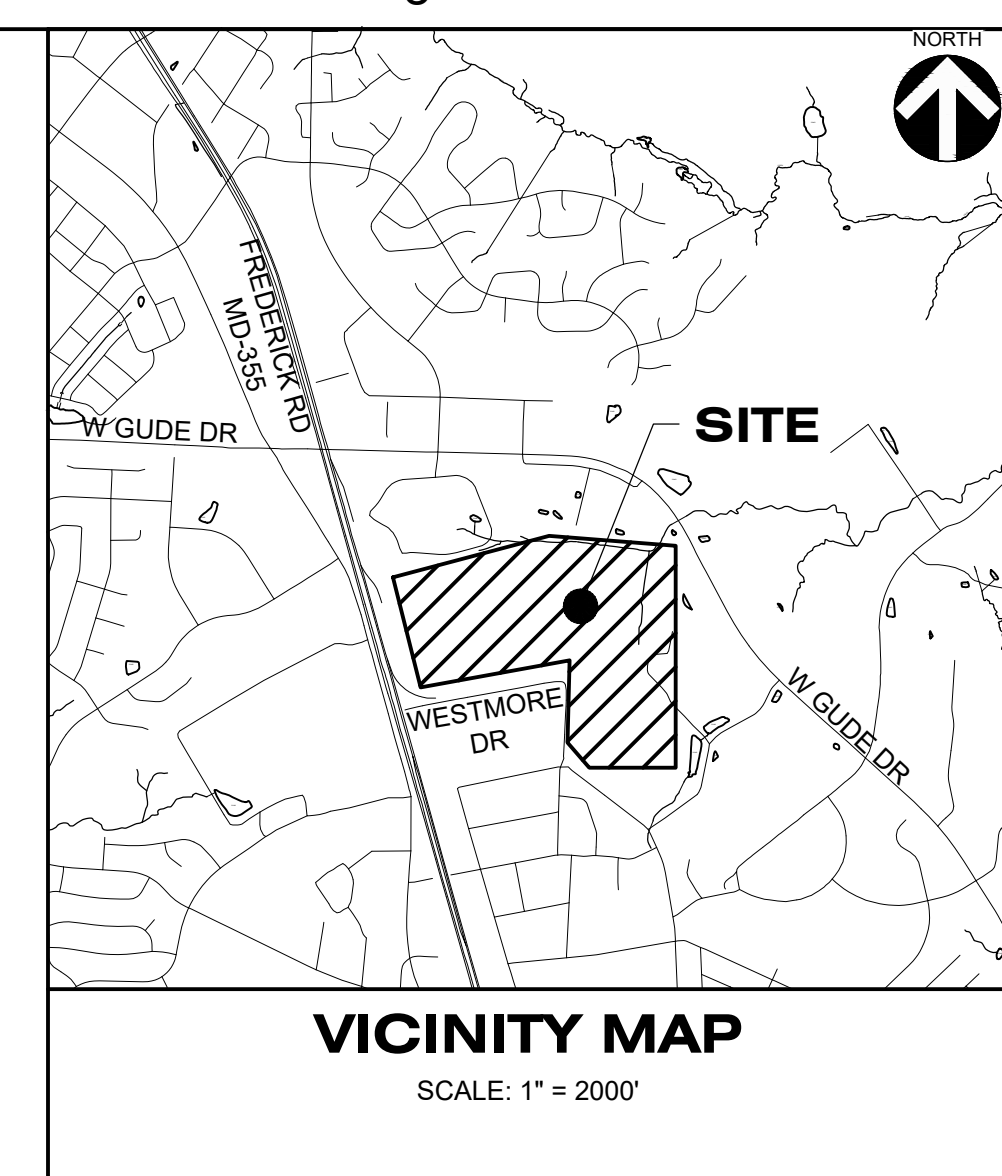 NORTH
FREDERICK RD
MD-355
W GUDE DR
SITE
WESTMORE
DR
W GUDE DR
VICINITY MAP
SCALE: 1" = 2000'